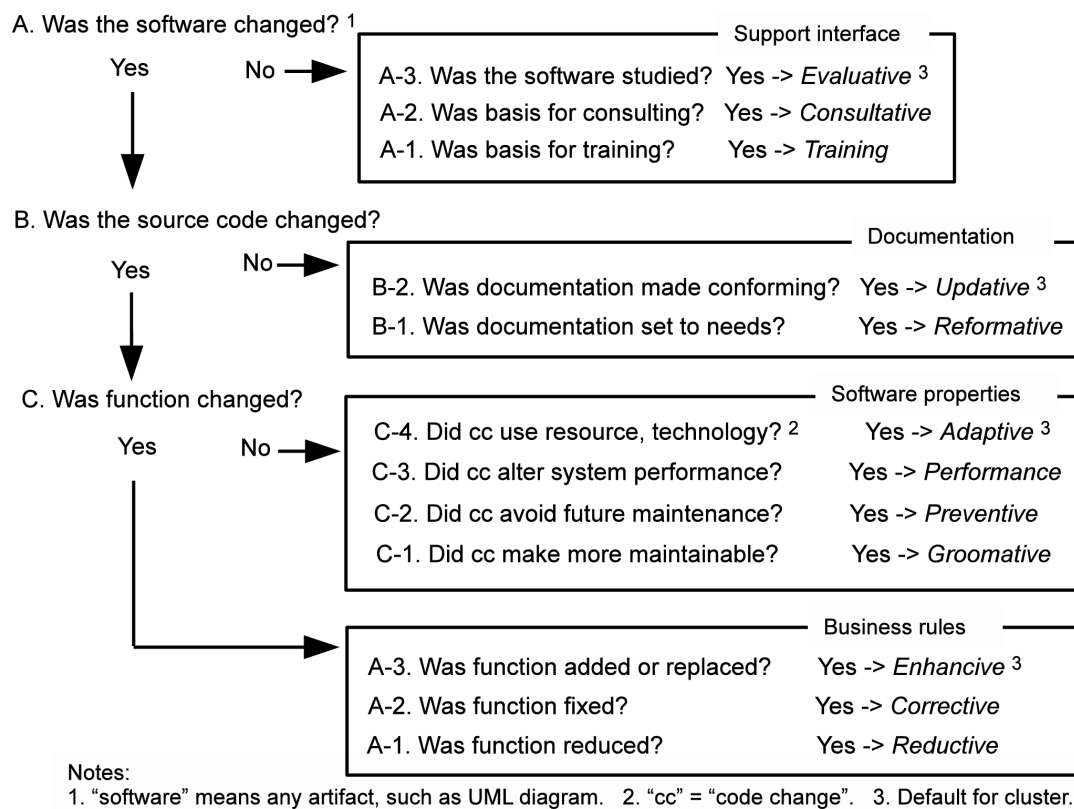 A. Was the software changed? 1
Support interface
Yes No
A-3. Was the software studied? Yes -> Evaluative 3
A-2. Was basis for consulting? Yes -> Consultative
A-1. Was basis for training? Yes -> Training
B. Was the source code changed?
Documentation
Yes No
B-2. Was documentation made conforming? Yes -> Updative 3
B-1. Was documentation set to needs? Yes -> Reformative
C. Was function changed?
Software properties
Yes No
C-4. Did cc use resource, technology? 2 Yes -> Adaptive 3
C-3. Did cc alter system performance? Yes -> Performance
C-2. Did cc avoid future maintenance? Yes -> Preventive
C-1. Did cc make more maintainable? Yes -> Groomative
Business rules
A-3. Was function added or replaced? Yes -> Enhancive 3
A-2. Was function fixed? Yes -> Corrective
A-1. Was function reduced? Yes -> Reductive
Notes:
1. “software” means any artifact, such as UML diagram. 2. “cc” = “code change”. 3. Default for cluster.